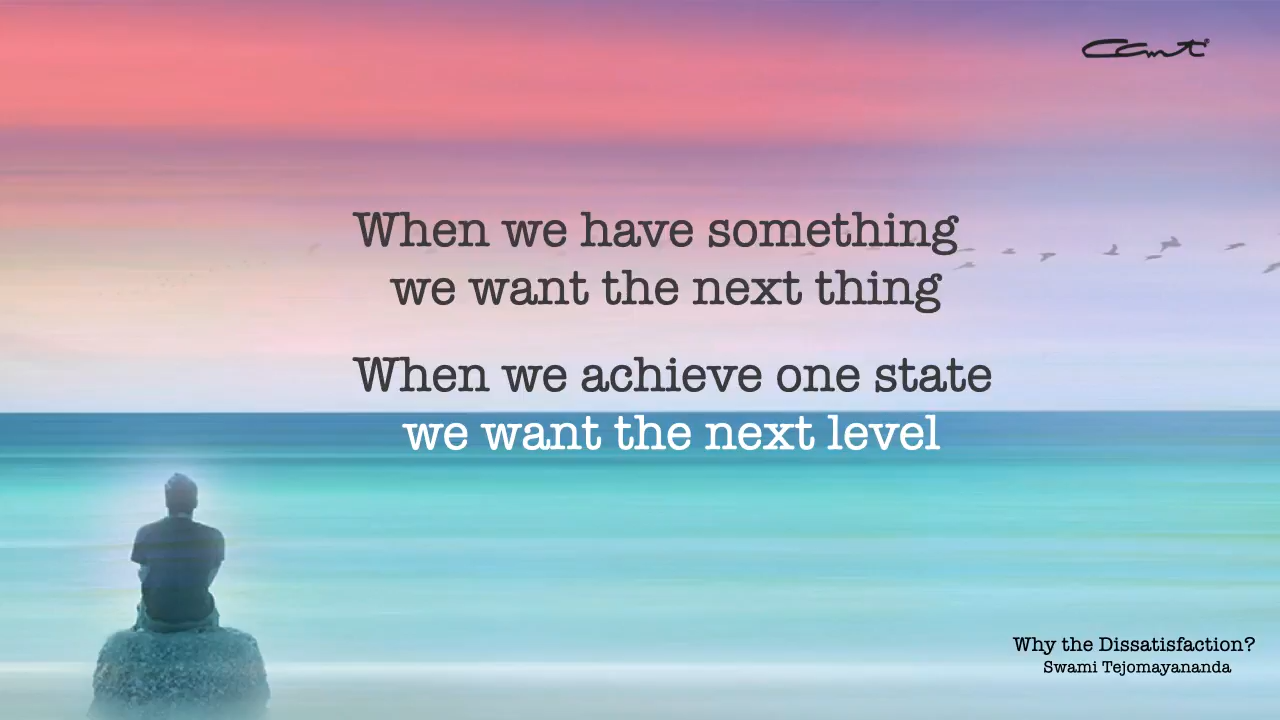 When we have something
we want the next thing
When we achieve one state
we want the next level
Why the Dissatisfaction?
Swami Tejomayananda